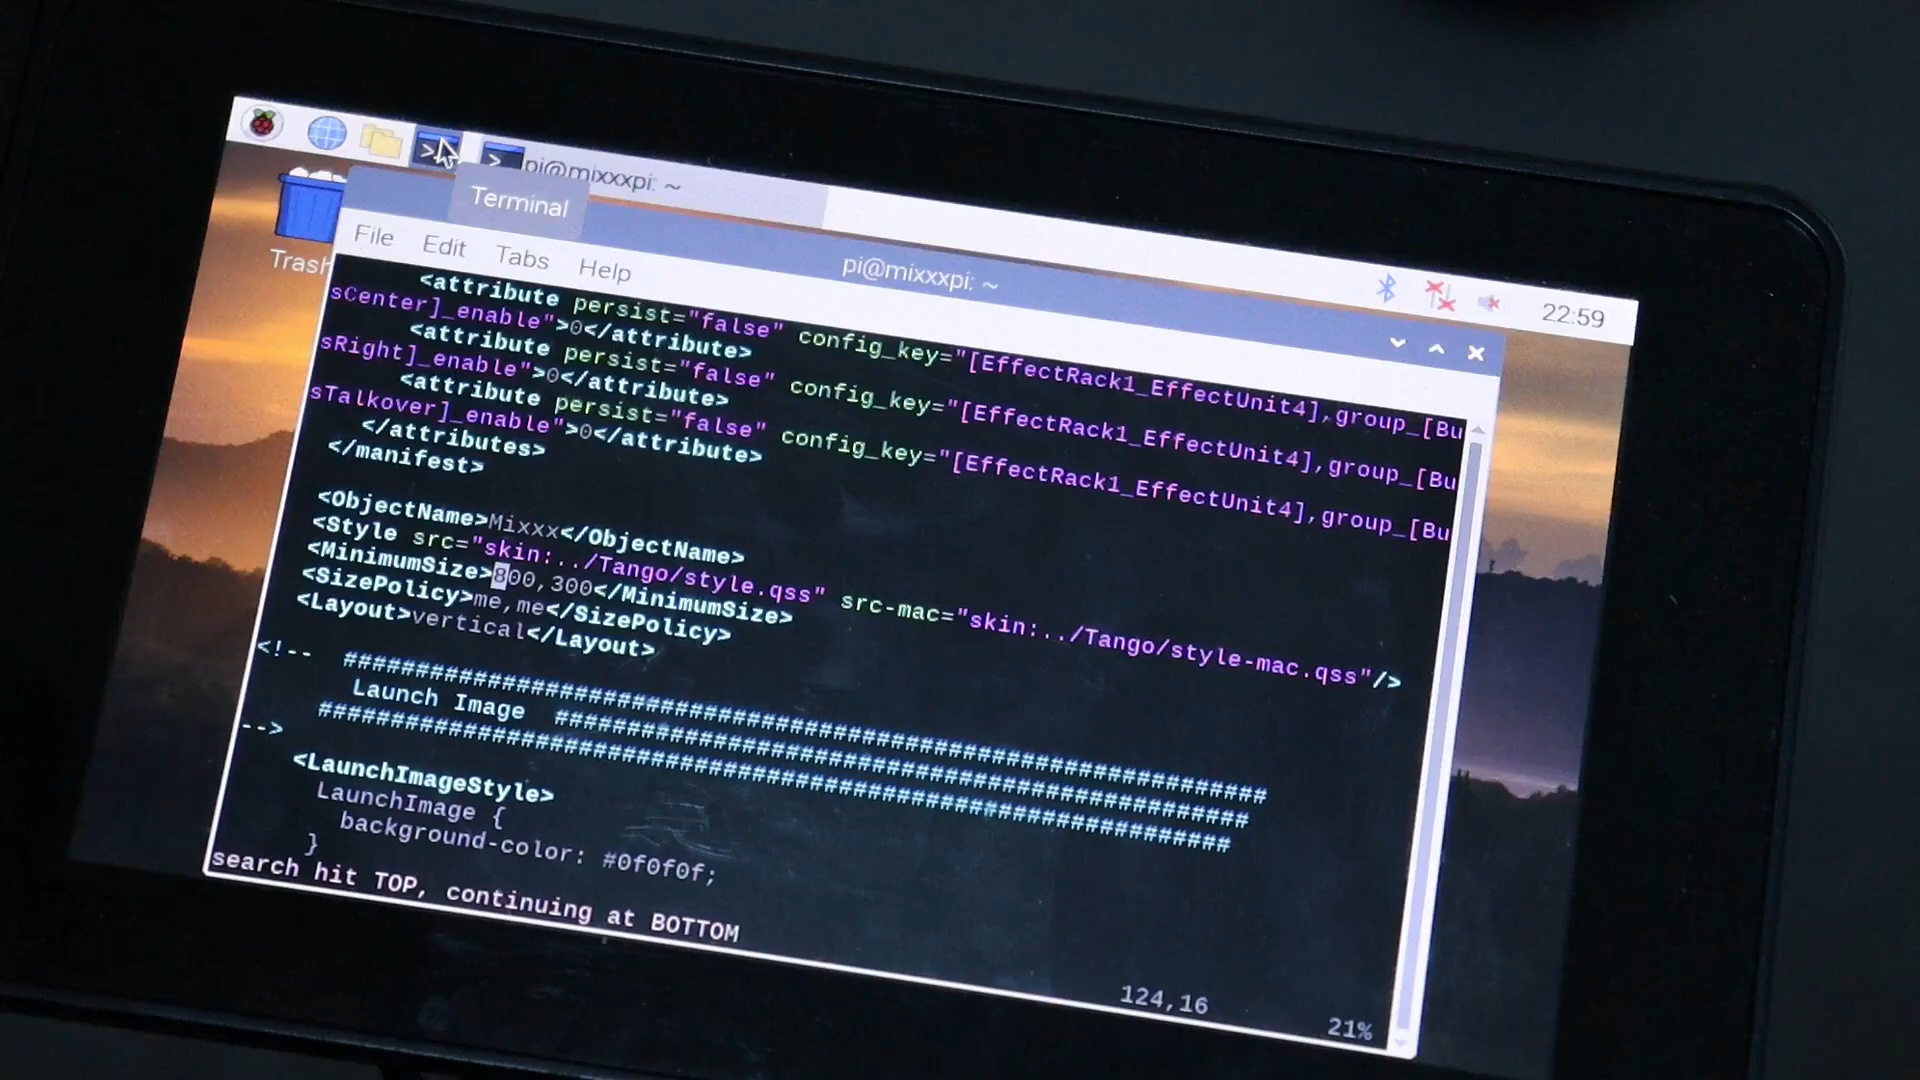 pi@mixxxpi: ~
Terminal
Trash
File Edit Tabs Help
pi@mixxxpi: ~
22:59
<attribute persist="false" config_key="[EffectRack1_EffectUnit4],group_[Bu
sCenter]_enable">0</attribute>
<attribute persist="false" config_key="[EffectRack1_EffectUnit4],group_[Bu
sRight]_enable">0</attribute>
<attribute persist="false" config_key="[EffectRack1_EffectUnit4],group_[Bu
sTalkover]_enable">0</attribute>
</attributes>
</manifest>
<ObjectName>Mixxx</ObjectName>
<Style src="skin:../Tango/style.qss" src-mac="skin:../Tango/style-mac.qss"/>
<MinimumSize>800,300</MinimumSize>
<SizePolicy>me,me</SizePolicy>
<Layout>vertical</Layout>
<!--
Launch Image
-->
<LaunchImageStyle>
LaunchImage {
background-color: #0f0f0f;
}
search hit TOP, continuing at BOTTOM
124,16
21%